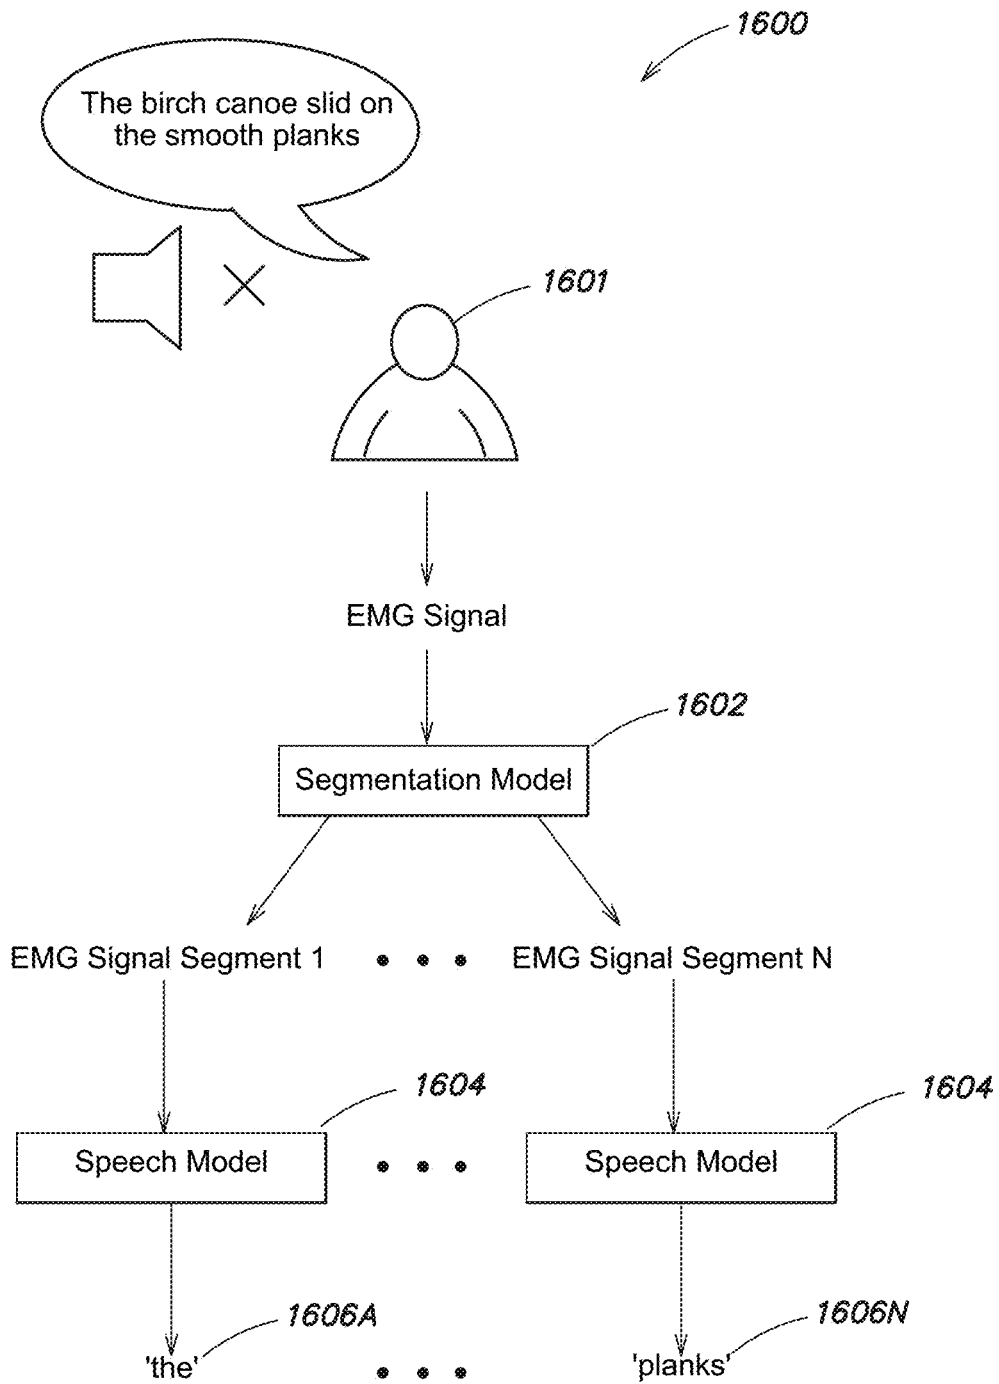 1600
The birch canoe slid on
the smooth planks
1601
EMG Signal
1602
Segmentation Model
EMG Signal Segment 1 • • • EMG Signal Segment N
1604 1604
Speech Model • • • Speech Model
1606A 1606N
'the' • • • 'planks'